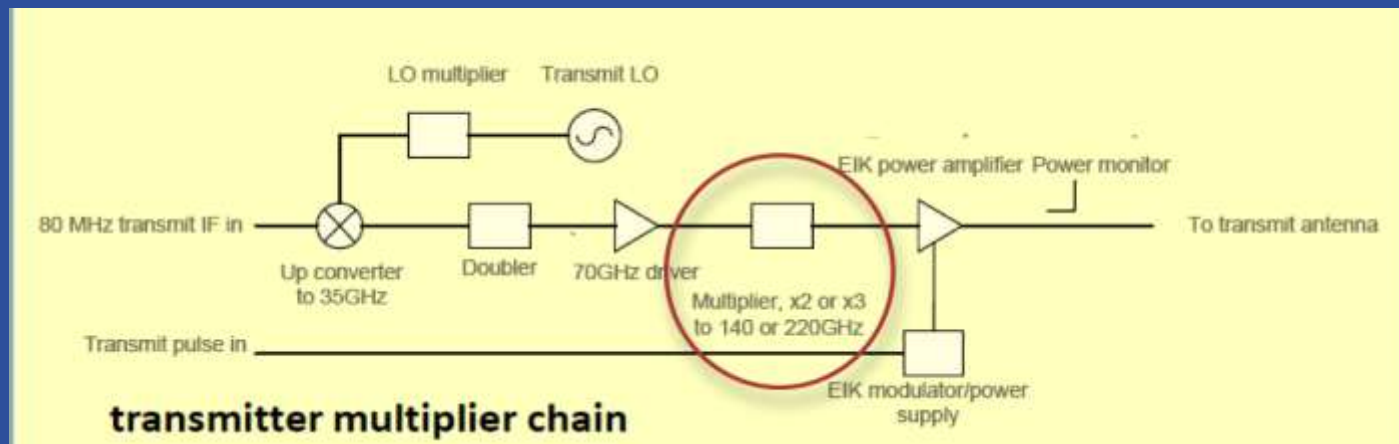 LO multiplier
Transmit LO
EIK power amplifier
Power monitor
80 MHz transmit IF in
To transmit antenna
Up converter
to 35GHz
Doubler
70GHz driver
Multiplier, x2 or x3
to 140 or 220GHz
Transmit pulse in
EIK modulator/power
supply
transmitter multiplier chain